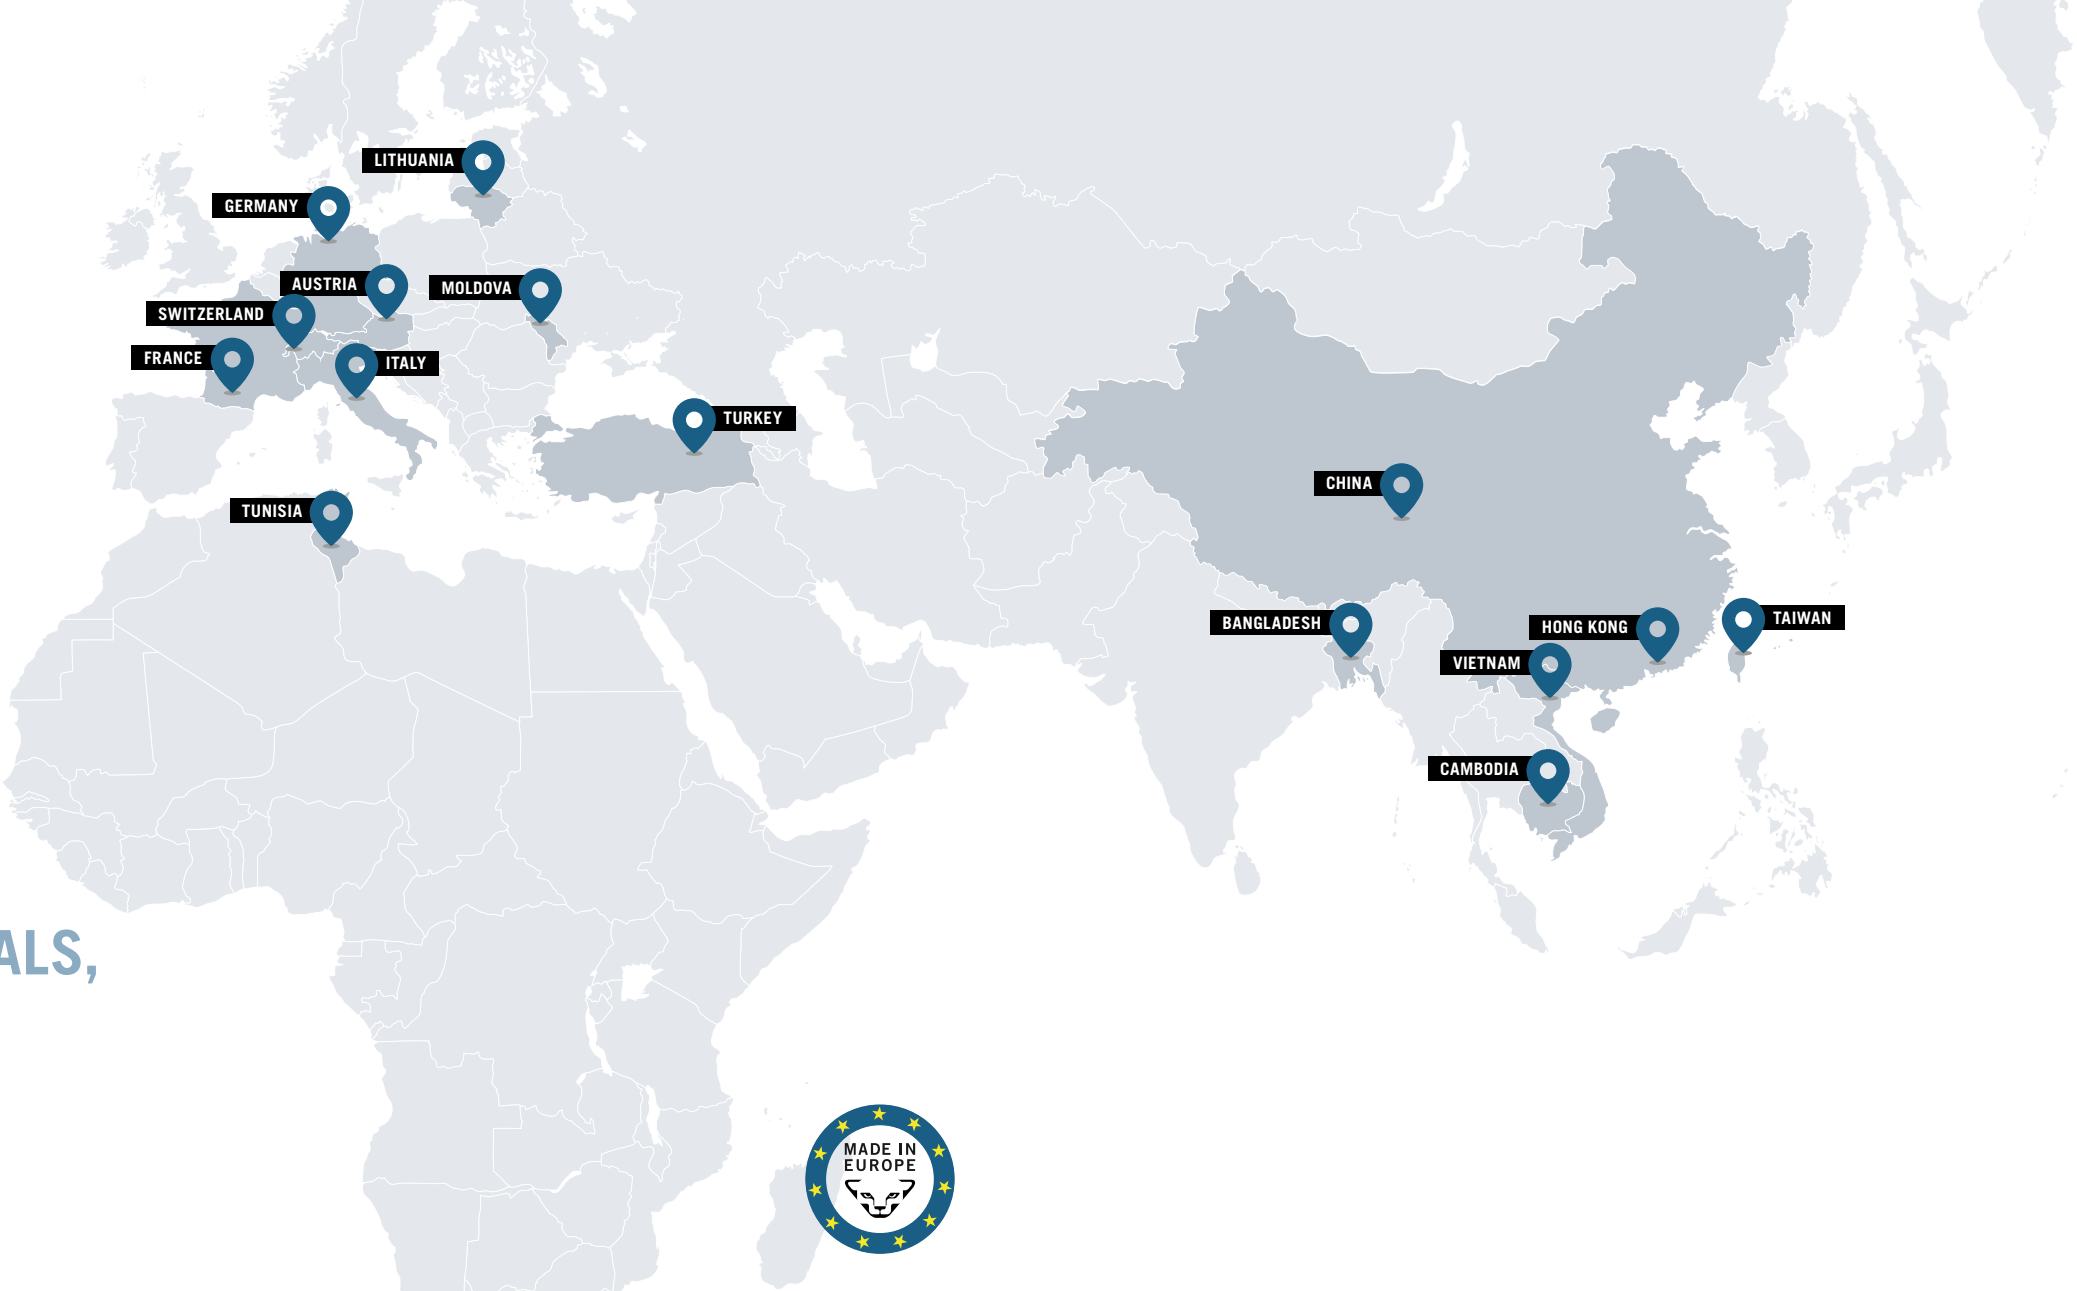 LITHUANIA
GERMANY
AUSTRIA
MOLDOVA
SWITZERLAND
FRANCE
ITALY
TURKEY
CHINA
TUNISIA
BANGLADESH
HONG KONG
TAIWAN
VIETNAM
CAMBODIA
ALS,
MADE IN
EUROPE